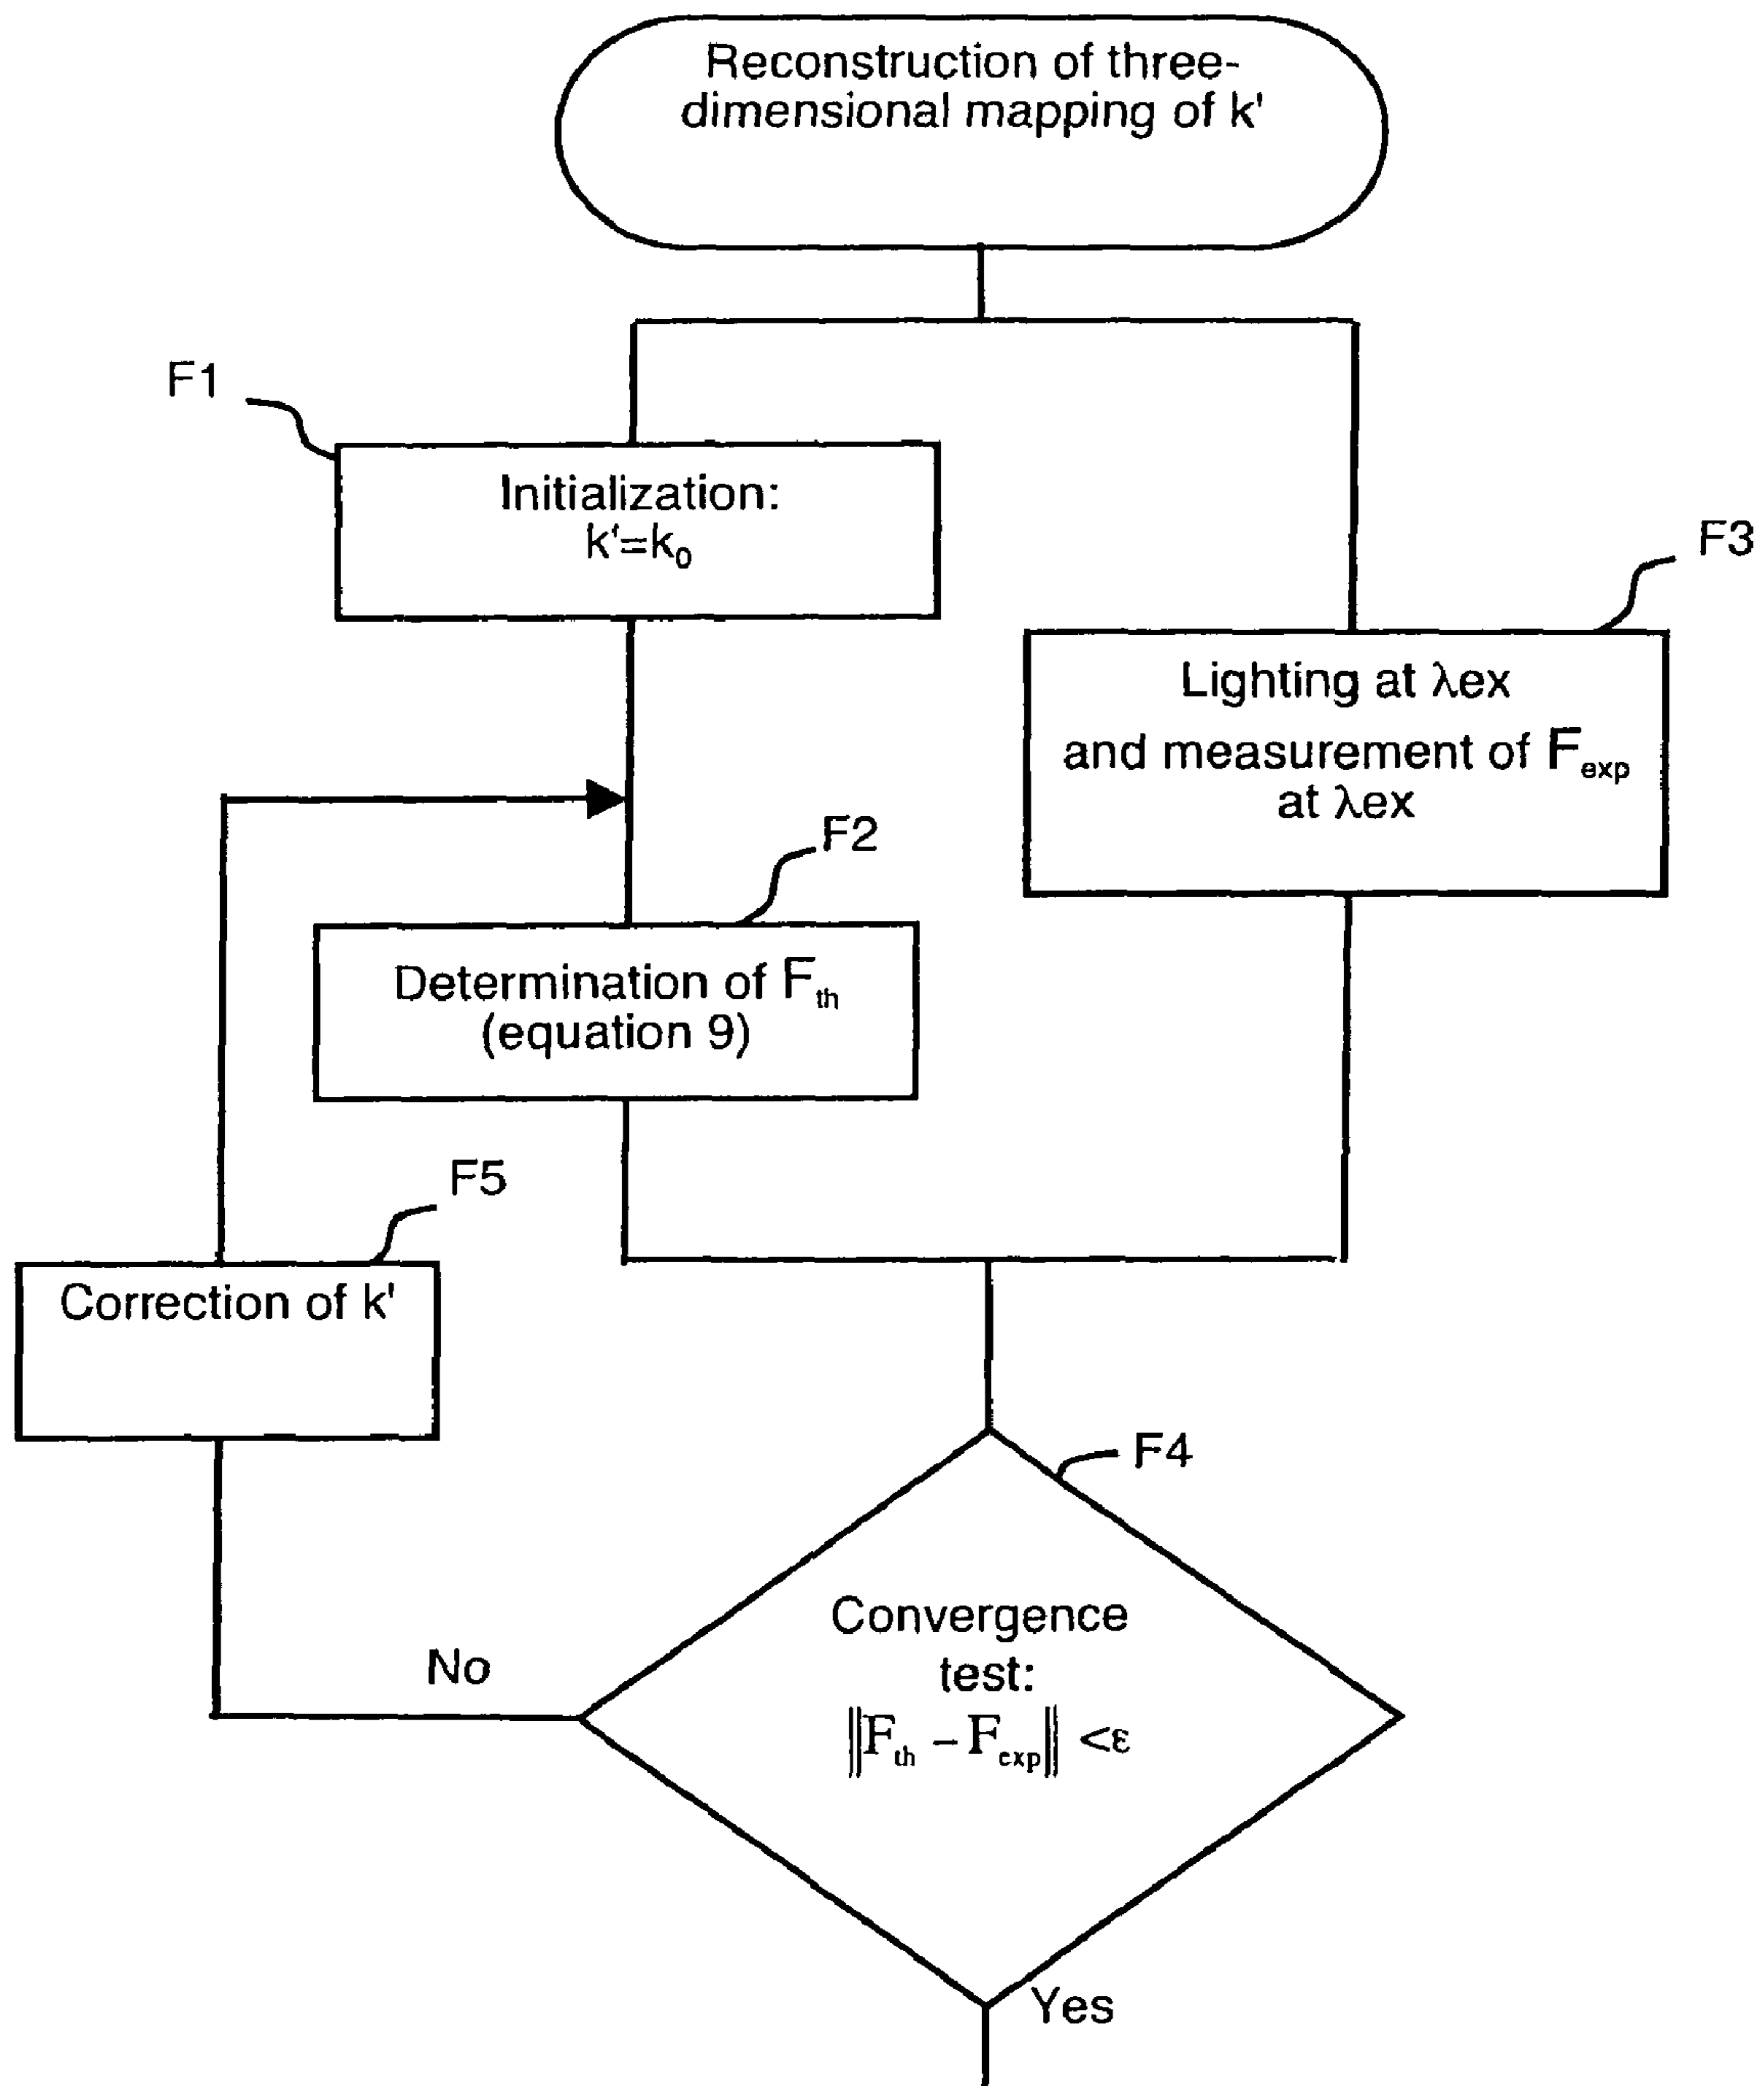 Reconstruction of three-
dimensional mapping of k'
F1
Initialization:
k'=k₀
F3
Lighting at λex
and measurement of Fₑₓₚ
at λex
F2
Determination of Fₜₕ
(equation 9)
F5
Correction of k'
F4
Convergence
test:
‖Fₜₕ – Fₑₓₚ‖ <ε
No
Yes